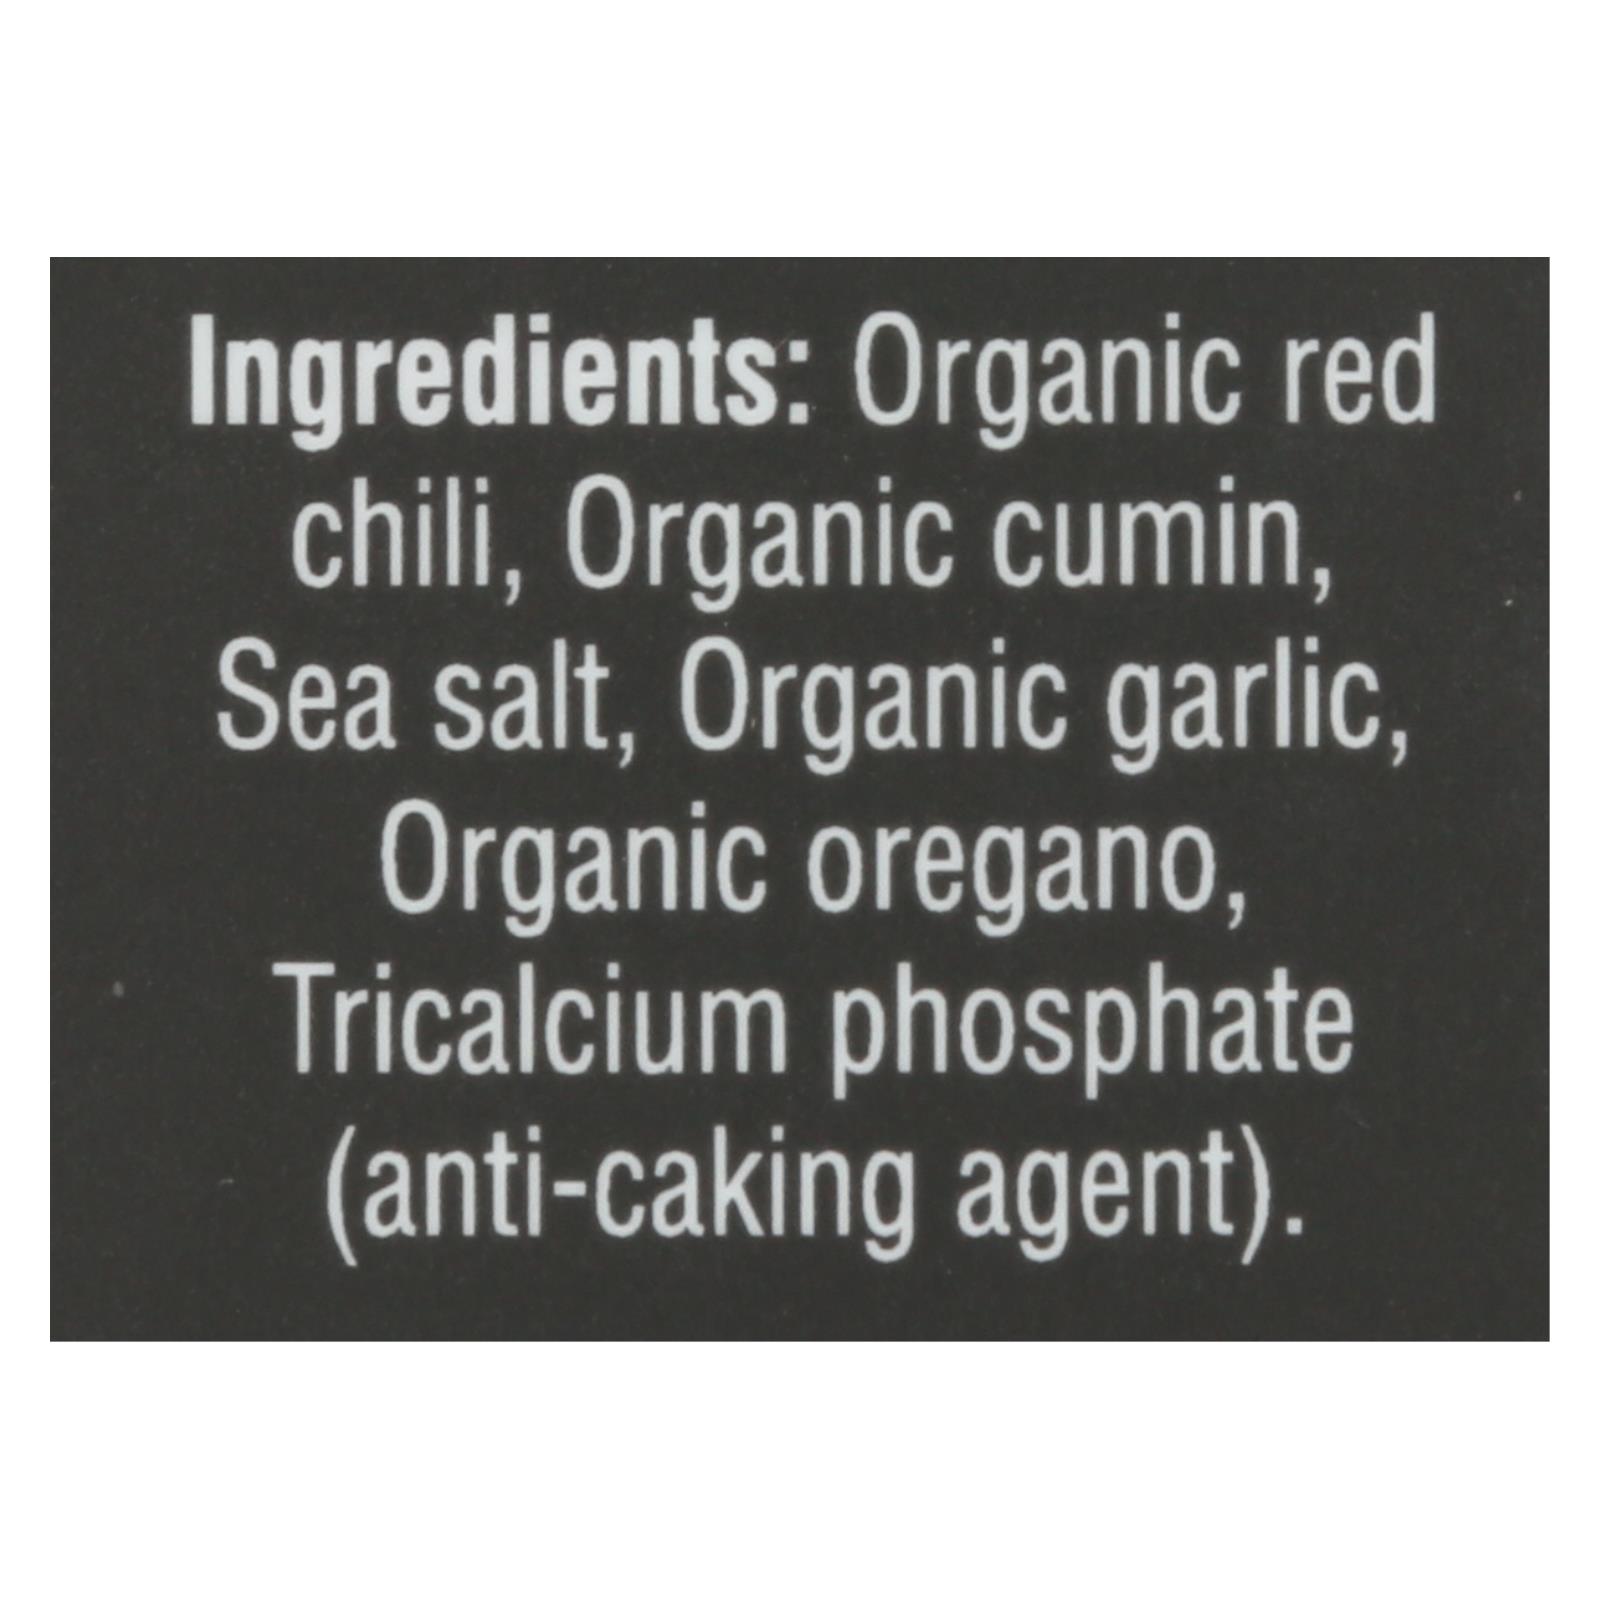 Ingredients: Organic red
chili, Organic cumin,
Sea salt, Organic garlic,
Organic oregano,
Tricalcium phosphate
(anti-caking agent).